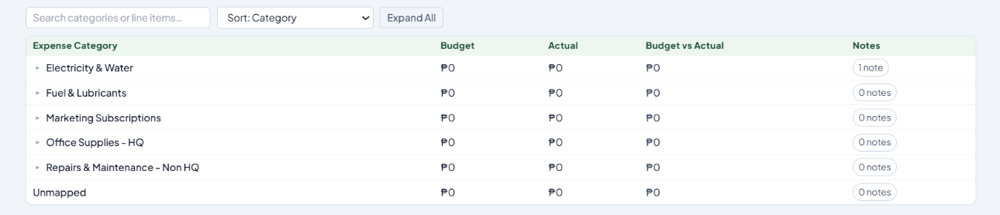 Search categories or line items... Sort: Category Expand All
Expense Category Budget Actual Budget vs Actual Notes
Electricity & Water ₱0 ₱0 ₱0 1 note
Fuel & Lubricants ₱0 ₱0 ₱0 0 notes
Marketing Subscriptions ₱0 ₱0 ₱0 0 notes
Office Supplies - HQ ₱0 ₱0 ₱0 0 notes
Repairs & Maintenance - Non HQ ₱0 ₱0 ₱0 0 notes
Unmapped ₱0 ₱0 ₱0 0 notes